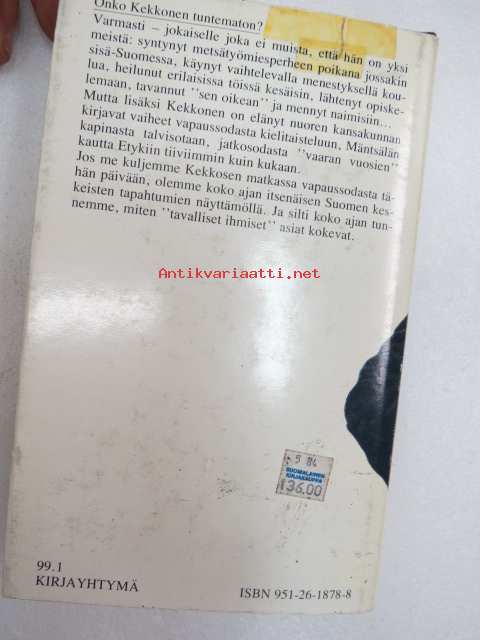 Onko Kekkonen tuntematon?
Varmasti – jokaiselle joka ei muista, että hän on yksi
meistä: syntynyt metsätyömiesperheen poikana jossakin
sisä-Suomessa, käynyt vaihtelevalla menestyksellä kou-
lua, heilunut erilaisissa töissä kesäisin, lähtenyt opiske-
lemaan, tavannut "sen oikean" ja mennyt naimisiin...
Mutta lisäksi Kekkonen on elänyt nuoren kansakunnan
kirjavat vaiheet vapaussodasta kielitaisteluun, Mäntsälän
kapinasta talvisotaan, jatkosodasta "vaaran vuosien"
kautta Etykiin tiiviimmin kuin kukaan.
Jos me kuljemme Kekkosen matkassa vapaussodasta tä-
hän päivään, olemme koko ajan itsenäisen Suomen kes-
keisten tapahtumien näyttämöllä. Ja silti koko ajan tun-
nemme, miten "tavalliset ihmiset" asiat kokevat.
Antikvariaatti.net
5 84
SUOMALAINEN
KIRJAKAUPPA
136.00
99.1
KIRJAYHTYMÄ
ISBN 951-26-1878-8